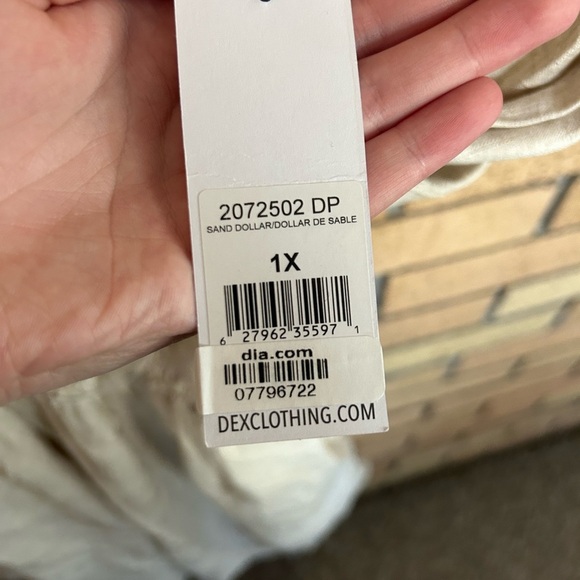 2072502 DP
SAND DOLLAR/DOLLAR DE SABLE
1X
6 27962 35597 1
dia.com
07796722
DEXCLOTHING.COM